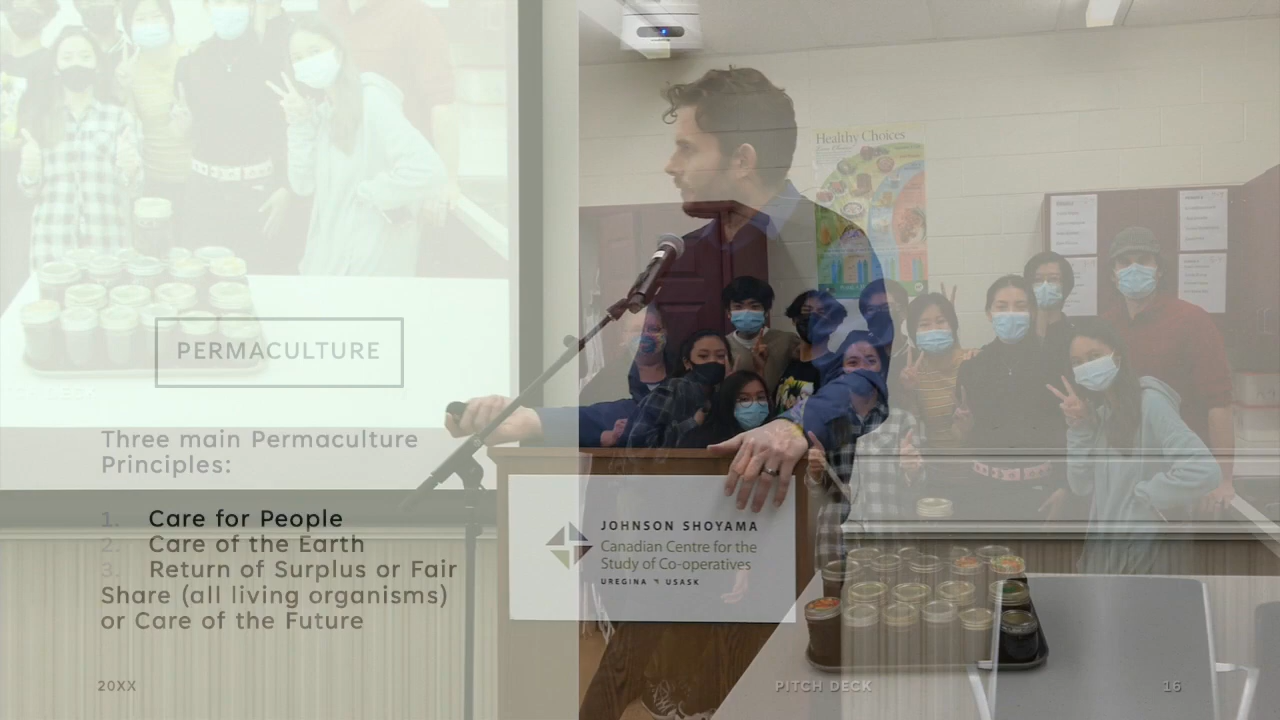 Healthy Choices
PERMACULTURE
Three main Permaculture
Principles:
1. Care for People
2. Care of the Earth
3. Return of Surplus or Fair
Share (all living organisms)
or Care of the Future
JOHNSON SHOYAMA
Canadian Centre for the
Study of Co-operatives
UREGINA USASK
20XX
PITCH DECK
16